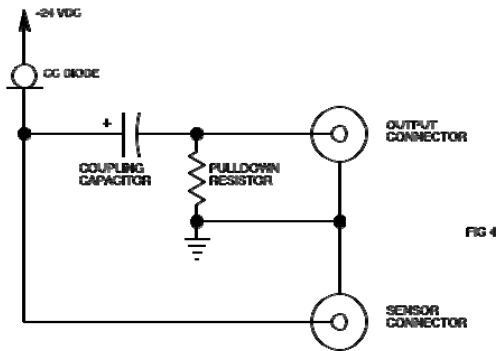 +24 VDC
CC DIODE
+
COUPLING
CAPACITOR
PULLDOWN
RESISTOR
OUTPUT
CONNECTOR
FIG 4
SENSOR
CONNECTOR